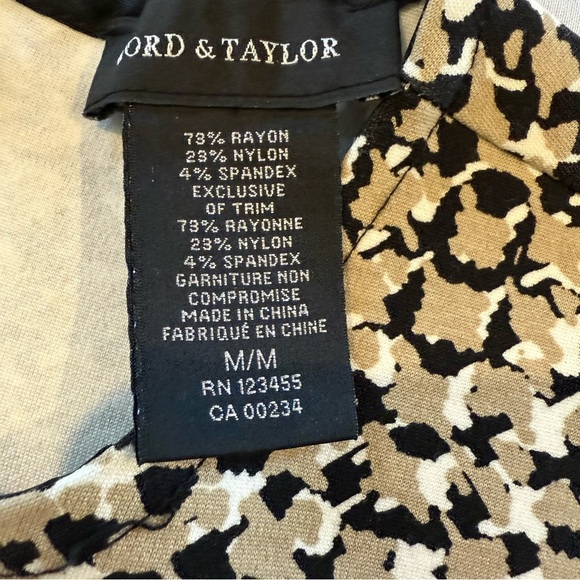 ORD & TAYLOR
73% RAYON
23% NYLON
4% SPANDEX
EXCLUSIVE
OF TRIM
73% RAYONNE
23% NYLON
4% SPANDEX
GARNITURE NON
COMPROMISE
MADE IN CHINA
FABRIQUÉ EN CHINE
M/M
RN 123455
CA 00234